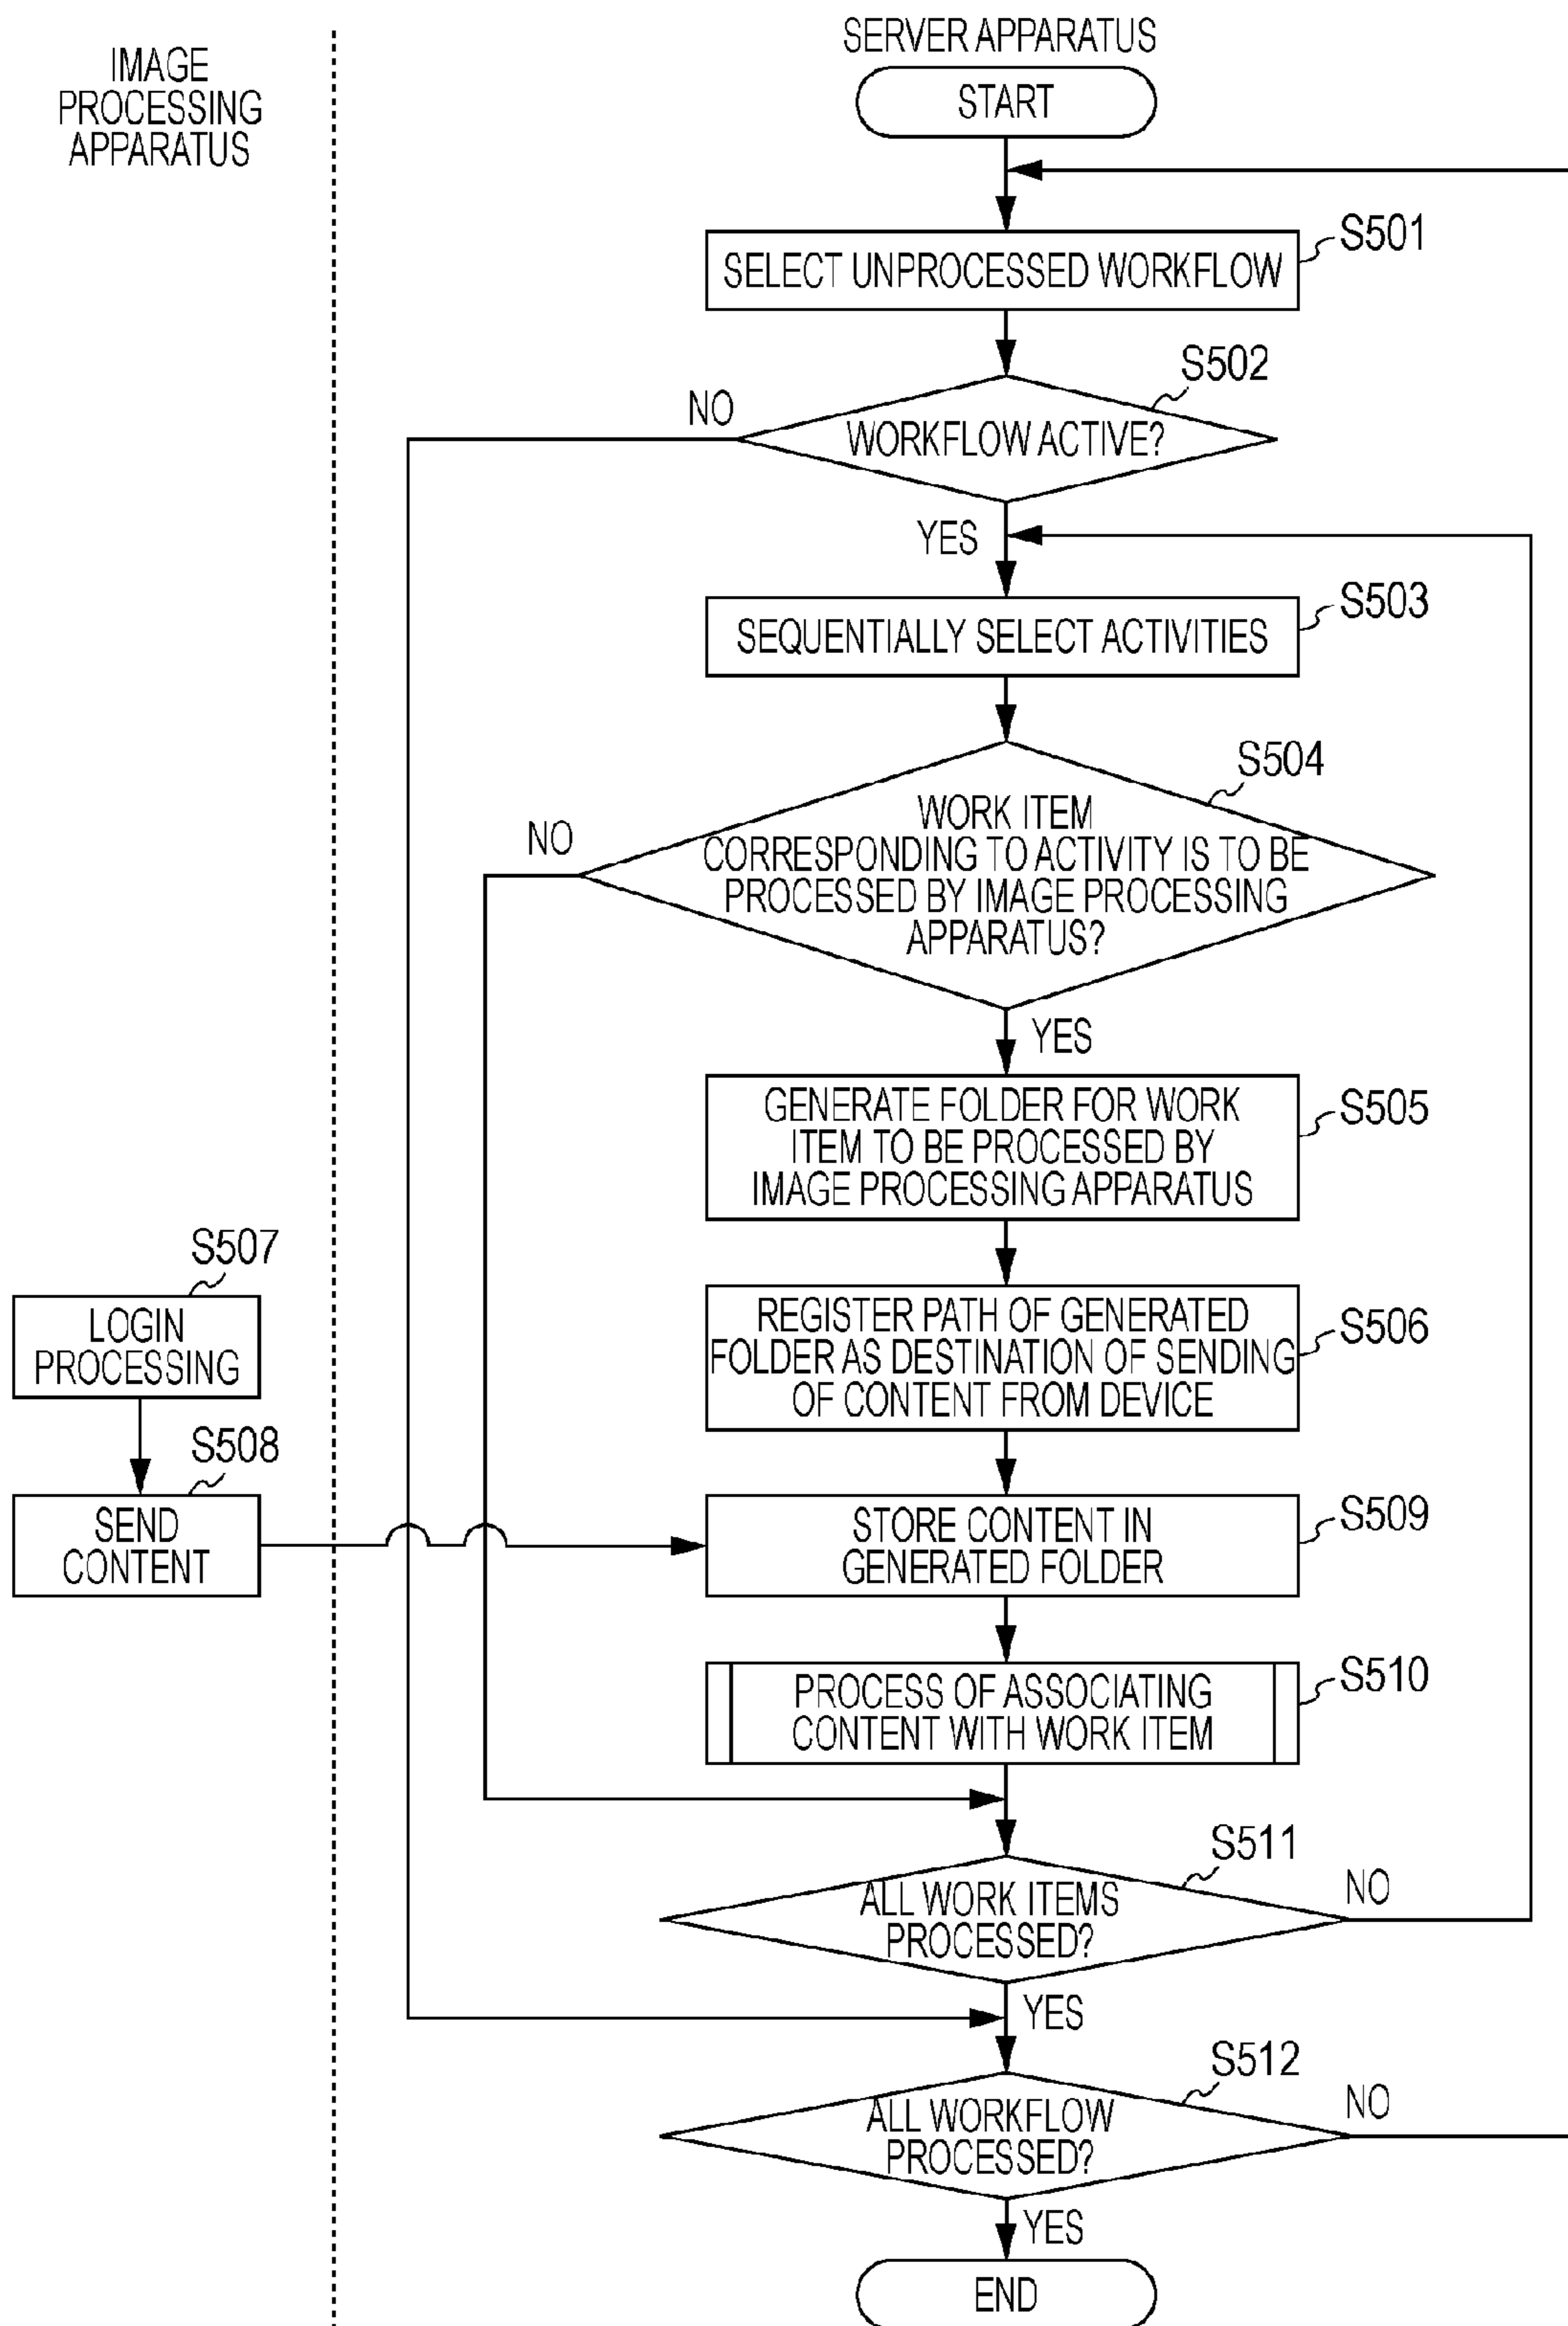 IMAGE
PROCESSING
APPARATUS
SERVER APPARATUS
START
S501
SELECT UNPROCESSED WORKFLOW
S502
NO
WORKFLOW ACTIVE?
YES
S503
SEQUENTIALLY SELECT ACTIVITIES
S504
NO
WORK ITEM
CORRESPONDING TO ACTIVITY IS TO BE
PROCESSED BY IMAGE PROCESSING
APPARATUS?
YES
S505
GENERATE FOLDER FOR WORK
ITEM TO BE PROCESSED BY
IMAGE PROCESSING APPARATUS
S506
REGISTER PATH OF GENERATED
FOLDER AS DESTINATION OF SENDING
OF CONTENT FROM DEVICE
S507
LOGIN
PROCESSING
S508
SEND
CONTENT
S509
STORE CONTENT IN
GENERATED FOLDER
S510
PROCESS OF ASSOCIATING
CONTENT WITH WORK ITEM
S511
ALL WORK ITEMS
PROCESSED?
NO
YES
S512
ALL WORKFLOW
PROCESSED?
NO
YES
END